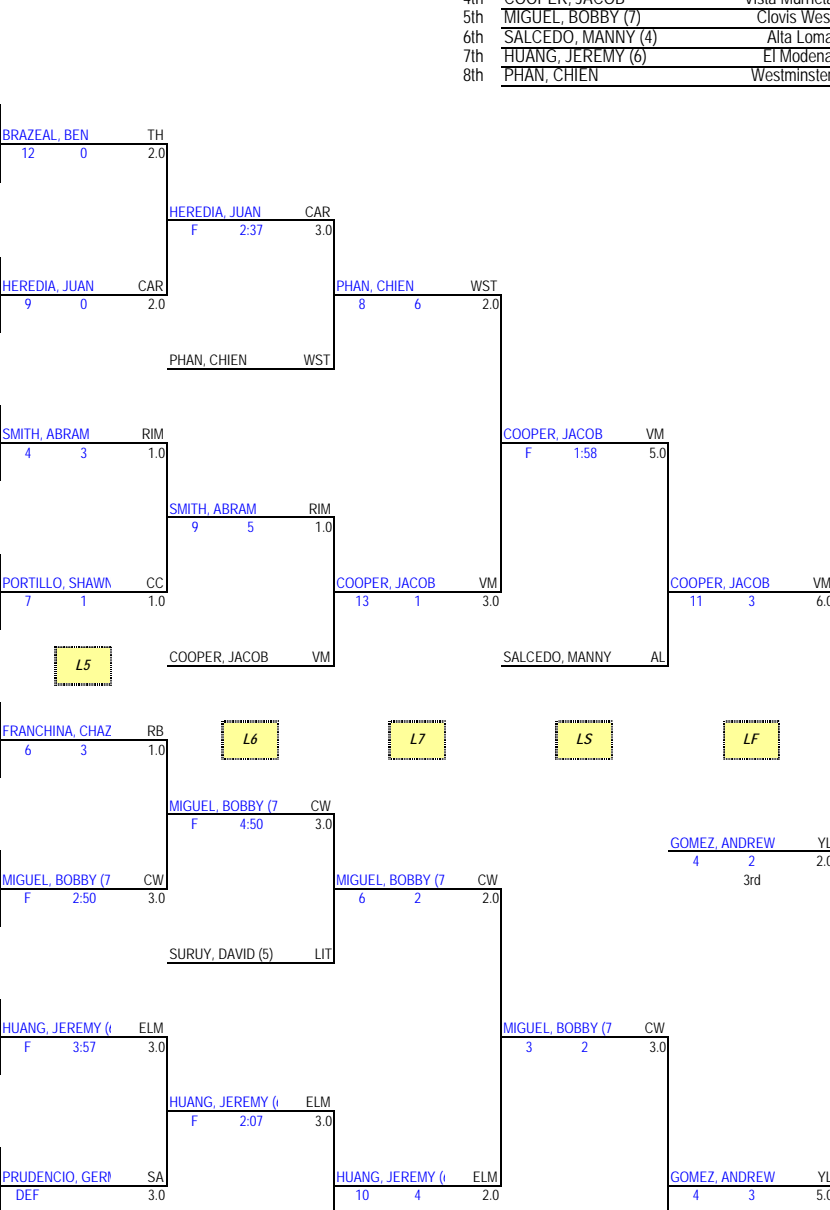 4th COOPER, JACOB Vista Murrieta
5th MIGUEL, BOBBY (7) Clovis West
6th SALCEDO, MANNY (4) Alta Loma
7th HUANG, JEREMY (6) El Modena
8th PHAN, CHIEN Westminster
BRAZEAL, BEN TH
12 0 2.0
HEREDIA, JUAN CAR
F 2:37 3.0
HEREDIA, JUAN CAR
9 0 2.0
PHAN, CHIEN WST
8 6 2.0
PHAN, CHIEN WST
SMITH, ABRAM RIM
4 3 1.0
COOPER, JACOB VM
F 1:58 5.0
SMITH, ABRAM RIM
9 5 1.0
PORTILLO, SHAWN CC
7 1 1.0
COOPER, JACOB VM
13 1 3.0
COOPER, JACOB VM
11 3 6.0
L5
COOPER, JACOB VM
SALCEDO, MANNY AL
FRANCHINA, CHAZ RB
6 3 1.0
L6
L7
LS
LF
MIGUEL, BOBBY (7 CW
F 4:50 3.0
GOMEZ, ANDREW YL
4 2 2.0
3rd
MIGUEL, BOBBY (7 CW
F 2:50 3.0
MIGUEL, BOBBY (7 CW
6 2 2.0
SURUY, DAVID (5) LIT
HUANG, JEREMY (6 ELM
F 3:57 3.0
MIGUEL, BOBBY (7 CW
3 2 3.0
HUANG, JEREMY (6 ELM
F 2:07 3.0
PRUDENCIO, GERM SA
DEF 3.0
HUANG, JEREMY (6 ELM
10 4 2.0
GOMEZ, ANDREW YL
4 3 5.0